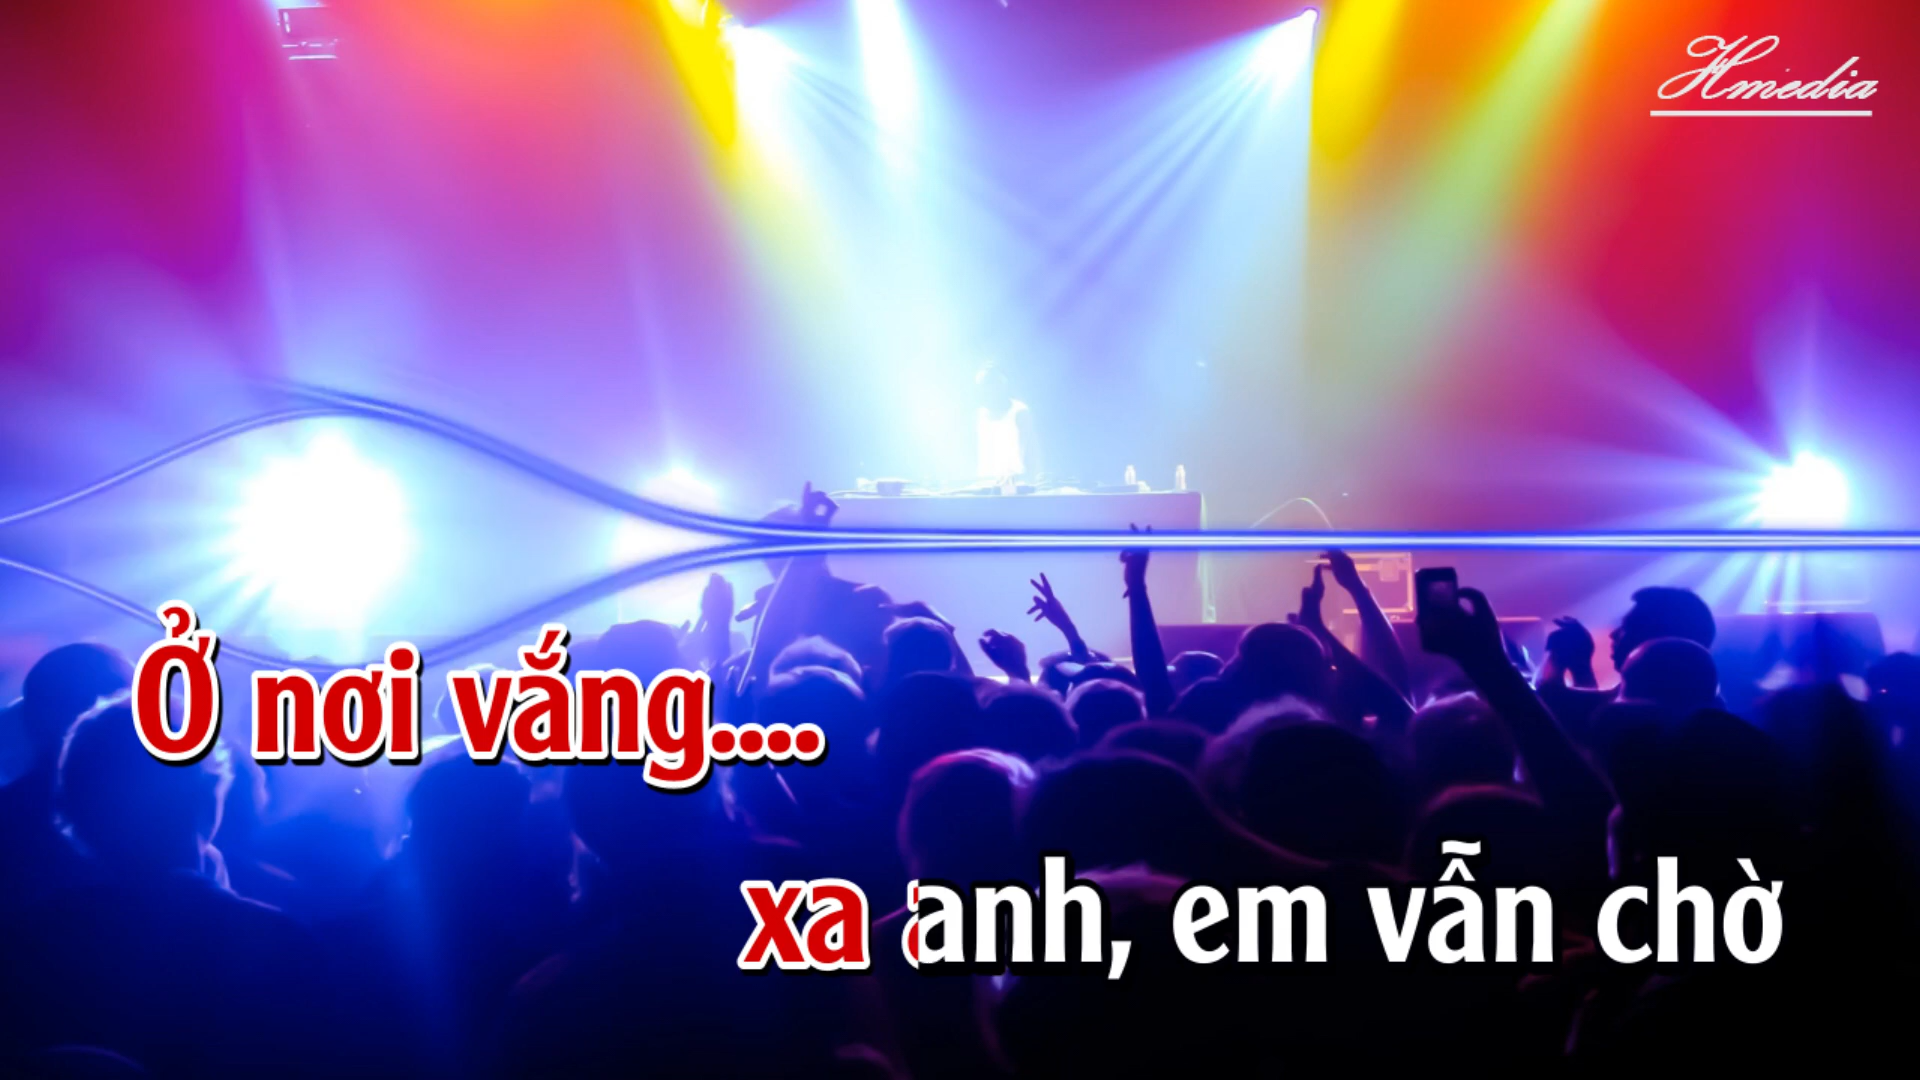 Hmedia
Ở nơi vắng....
xa anh, em vẫn chờ